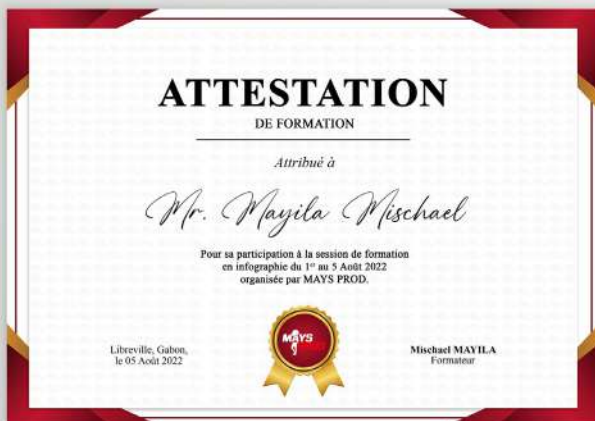 ATTESTATION
DE FORMATION
Attribué à
Mr. Mayila Mischael
Pour sa participation à la session de formation
en infographic du 1er au 5 Août 2022
organisée par MAYS PROD.
MAYS
Libreville, Gabon,
le 05 Août 2022
Mischael MAYILA
Formateur